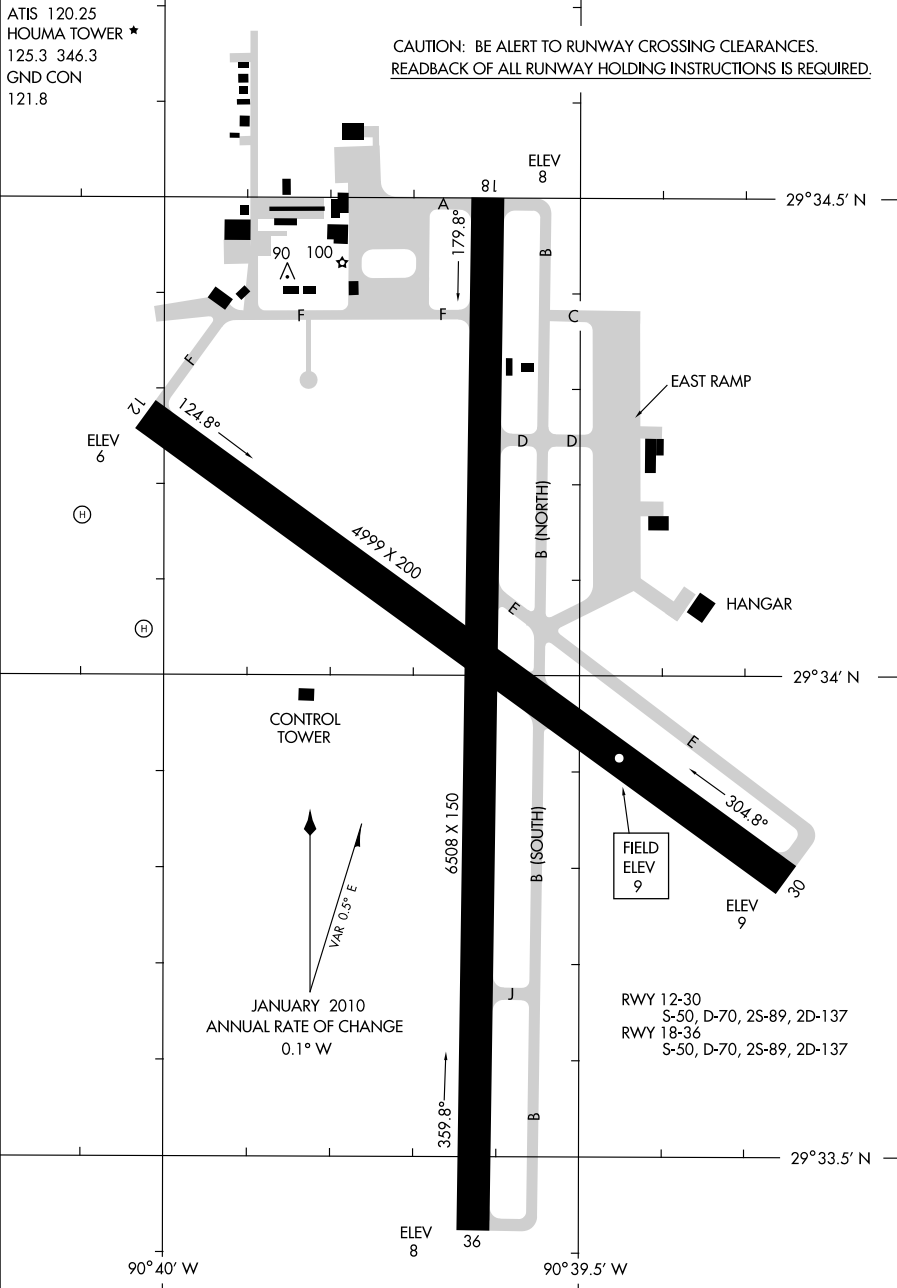 ATIS 120.25
HOUMA TOWER ★
125.3 346.3
GND CON
121.8
CAUTION: BE ALERT TO RUNWAY CROSSING CLEARANCES.
READBACK OF ALL RUNWAY HOLDING INSTRUCTIONS IS REQUIRED.
ELEV
8
18
29°34.5' N
A
179.8°
B
90 100
F
F
C
F
EAST RAMP
12
124.8°
ELEV
6
D
D
H
4999 X 200
B (NORTH)
E
HANGAR
H
29°34' N
CONTROL
TOWER
E
304.8°
6508 X 150
B (SOUTH)
FIELD
ELEV
9
30
ELEV
9
VAR 0.5° E
JANUARY 2010
ANNUAL RATE OF CHANGE
0.1° W
J
RWY 12-30
S-50, D-70, 2S-89, 2D-137
RWY 18-36
S-50, D-70, 2S-89, 2D-137
359.8°
B
29°33.5' N
ELEV
8
36
90°40' W
90°39.5' W